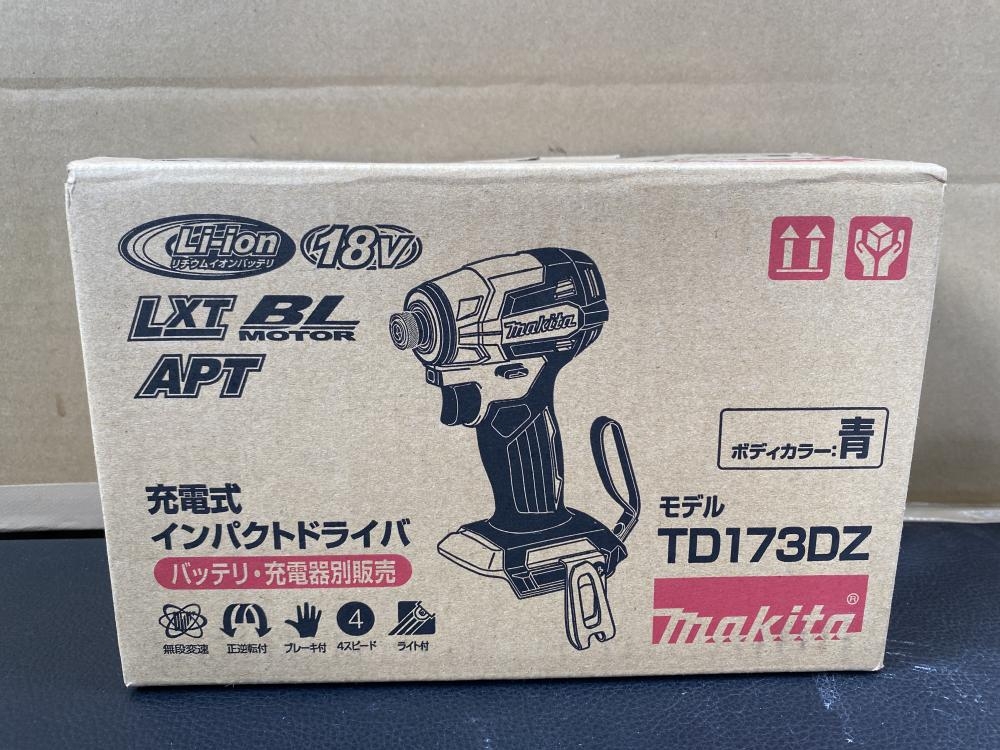 Li-ion
リチウムイオンバッテリ
18V
LXT
BL
MOTOR
APT
makita
ボディカラー:青
充電式
インパクトドライバ
バッテリ・充電器別販売
モデル
TD173DZ
makita®
4
無段変速
正逆転付
ブレーキ付
4スピード
ライト付